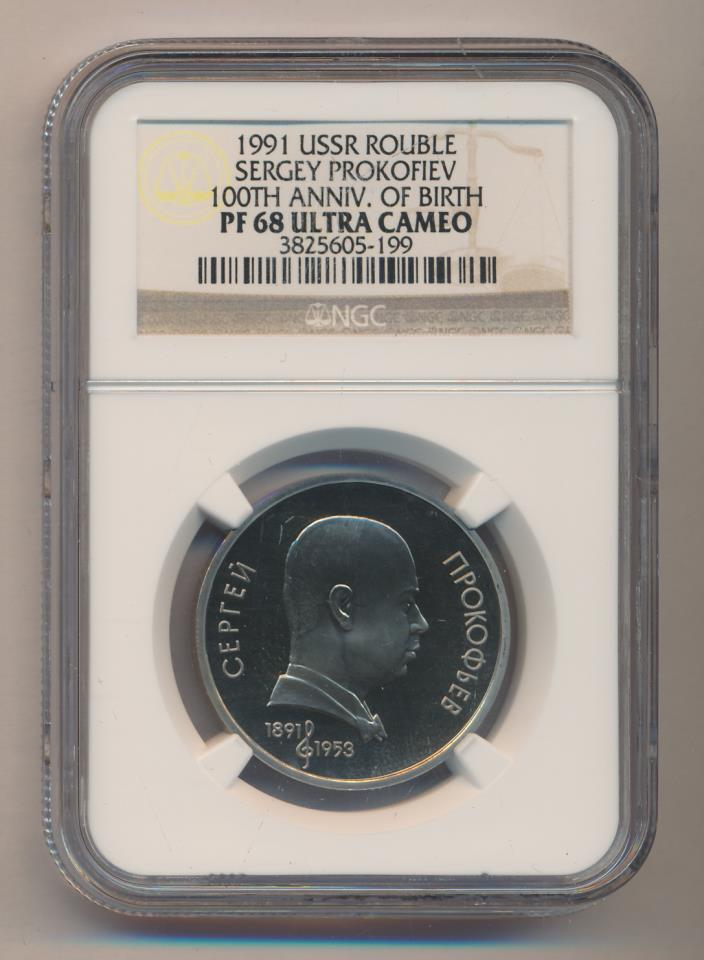 1991 USSR ROUBLE
SERGEY PROKOFIEV
100TH ANNIV. OF BIRTH
PF 68 ULTRA CAMEO
3825605-199
NGC
СЕРГЕЙ
ПРОКОФЬЕВ
1891
1953